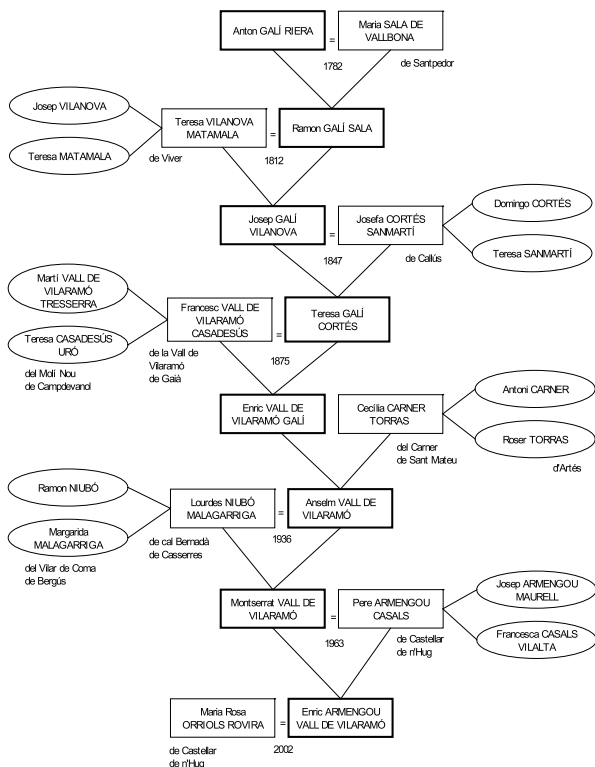 Anton GALÍ RIERA
=
Maria SALA DE
VALLBONA
1782
de Santpedor
Josep VILANOVA
Teresa MATAMALA
Teresa VILANOVA
MATAMALA
=
Ramon GALÍ SALA
de Viver
1812
Josep GALÍ
VILANOVA
=
Josefa CORTÉS
SANMARTÍ
Domingo CORTÉS
Teresa SANMARTÍ
1847
de Callús
Martí VALL DE
VILARAMÓ
TRESSERRA
Teresa CASADESÚS
URÓ
del Molí Nou
de Campdevanol
Francesc VALL DE
VILARAMÓ
CASADESÚS
=
Teresa GALÍ
CORTÉS
de la Vall de
Vilaramó
de Gaià
1875
Enric VALL DE
VILARAMÓ GALÍ
Cecília CARNER
TORRAS
Antoni CARNER
Roser TORRAS
del Carner
de Sant Mateu
d'Artés
Ramon NIUBÓ
Margarida
MALAGARRIGA
del Vilar de Coma
de Bergús
Lourdes NIUBÓ
MALAGARRIGA
=
Anselm VALL DE
VILARAMÓ
de cal Bernadà
de Casserres
1936
Montserrat VALL DE
VILARAMÓ
=
Pere ARMENGOU
CASALS
Josep ARMENGOU
MAURELL
Francesca CASALS
VILALTA
1963
de Castellar
de n'Hug
Maria Rosa
ORRIOLS ROVIRA
=
Enric ARMENGOU
VALL DE VILARAMÓ
de Castellar
de n'Hug
2002